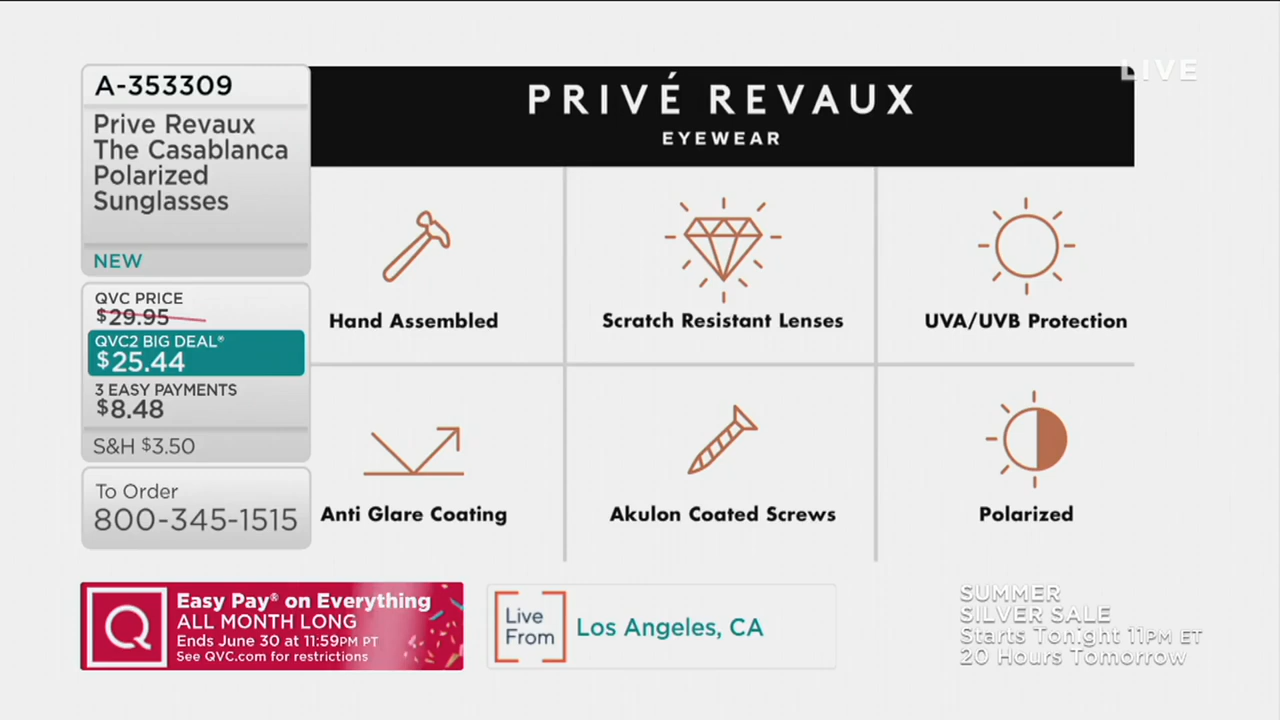 LIVE
A-353309
Prive Revaux
The Casablanca
Polarized
Sunglasses
NEW
QVC PRICE
$29.95
QVC2 BIG DEAL®
$25.44
3 EASY PAYMENTS
$8.48
S&H $3.50
To Order
800-345-1515
PRIVÉ REVAUX
EYEWEAR
Hand Assembled
Scratch Resistant Lenses
UVA/UVB Protection
Anti Glare Coating
Akulon Coated Screws
Polarized
Q
Easy Pay® on Everything
ALL MONTH LONG
Ends June 30 at 11:59PM PT
See QVC.com for restrictions
Live
From
Los Angeles, CA
SUMMER
SILVER SALE
Starts Tonight 11PM ET
20 Hours Tomorrow